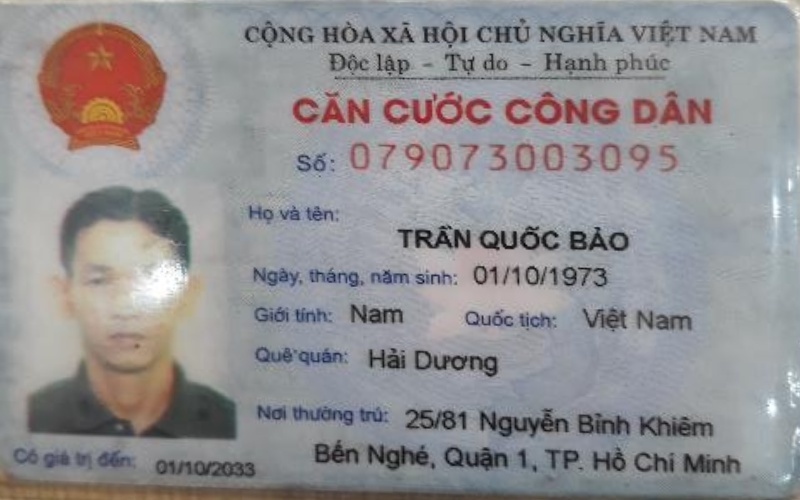 CỘNG HÒA XÃ HỘI CHỦ NGHĨA VIỆT NAM
Độc lập - Tự do - Hạnh phúc
CĂN CƯỚC CÔNG DÂN
Số: 079073003095
Họ và tên:
TRẦN QUỐC BẢO
Ngày, tháng, năm sinh: 01/10/1973
Giới tính: Nam Quốc tịch: Việt Nam
Quê quán: Hải Dương
Nơi thường trú: 25/81 Nguyễn Bỉnh Khiêm
Bến Nghé, Quận 1, TP. Hồ Chí Minh
Có giá trị đến: 01/10/2033